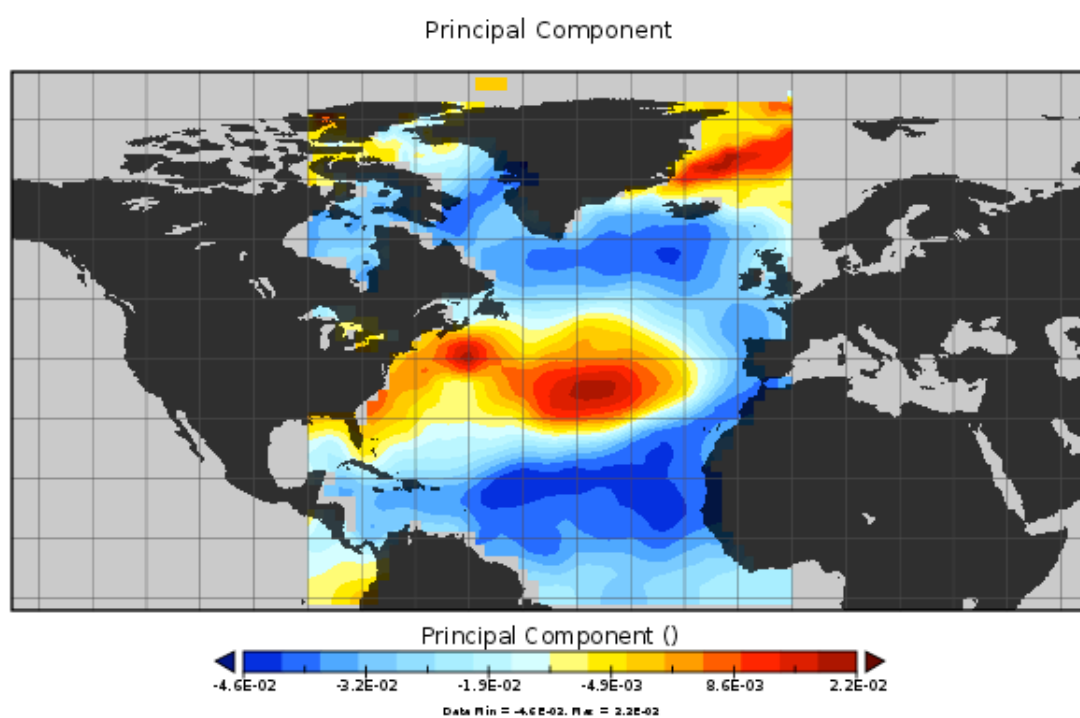 Principal Component
Principal Component ()
-4.6E-02 -3.2E-02 -1.9E-02 -4.9E-03 8.6E-03 2.2E-02
Data Min = -4.6E-02, Max = 2.2E-02